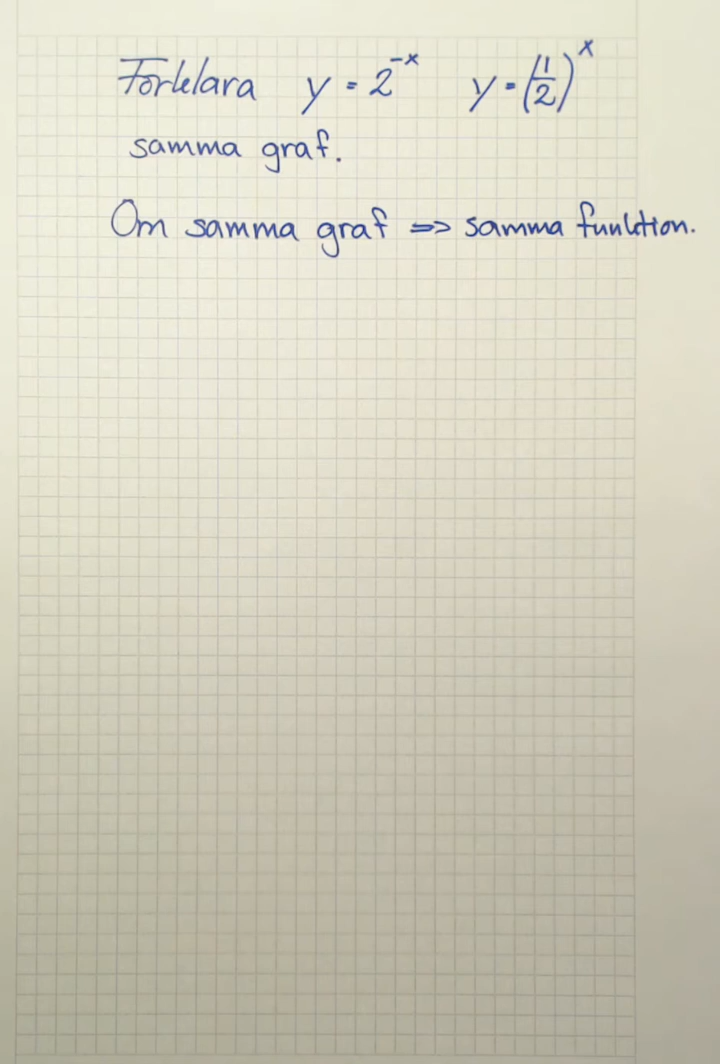 Förklara y = 2^-x y = (1/2)^x
samma graf.
Om samma graf => samma funktion.